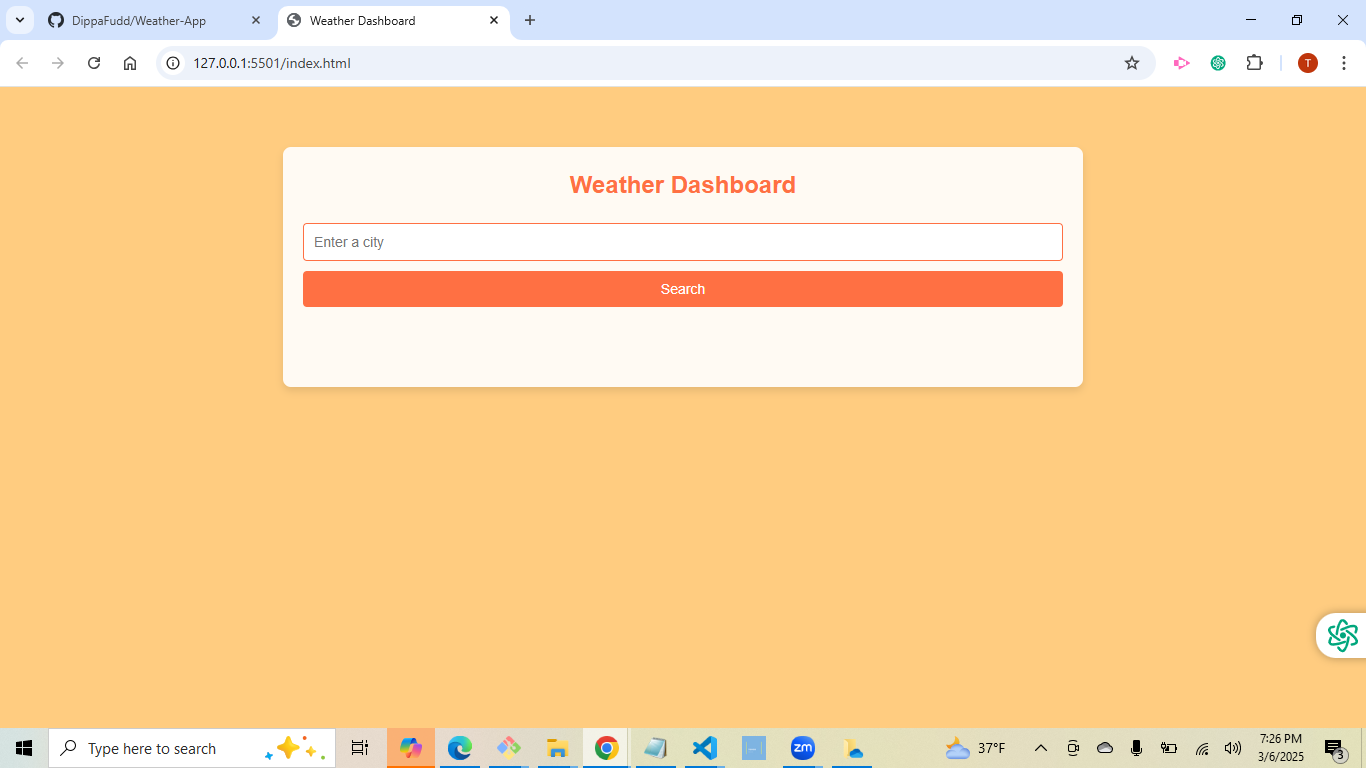 DippaFudd/Weather-App
Weather Dashboard
127.0.0.1:5501/index.html
T
Weather Dashboard
Enter a city
Search
Type here to search
zm
37°F
7:26 PM
3/6/2025
3